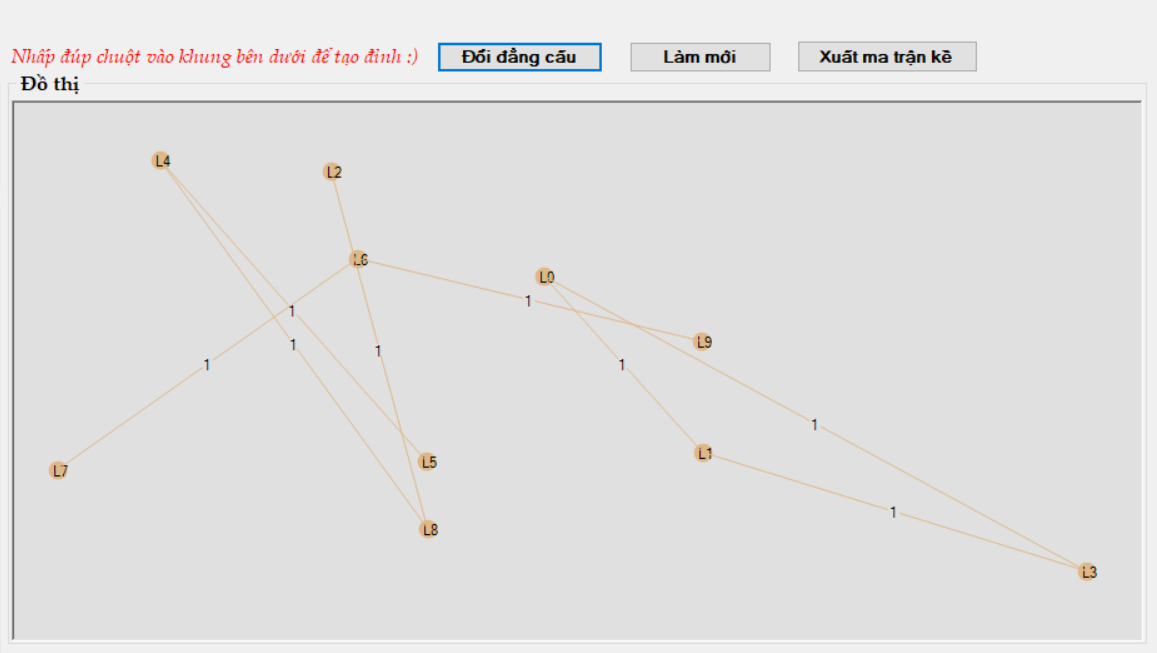 Nhấp đúp chuột vào khung bên dưới để tạo đỉnh :) Đổi đẳng cấu Làm mới Xuất ma trận kề
Đồ thị
L4 L2
L6 L0
1 1
1 L9
1 1 1
1
L7 L5 L1
1
L8
L3